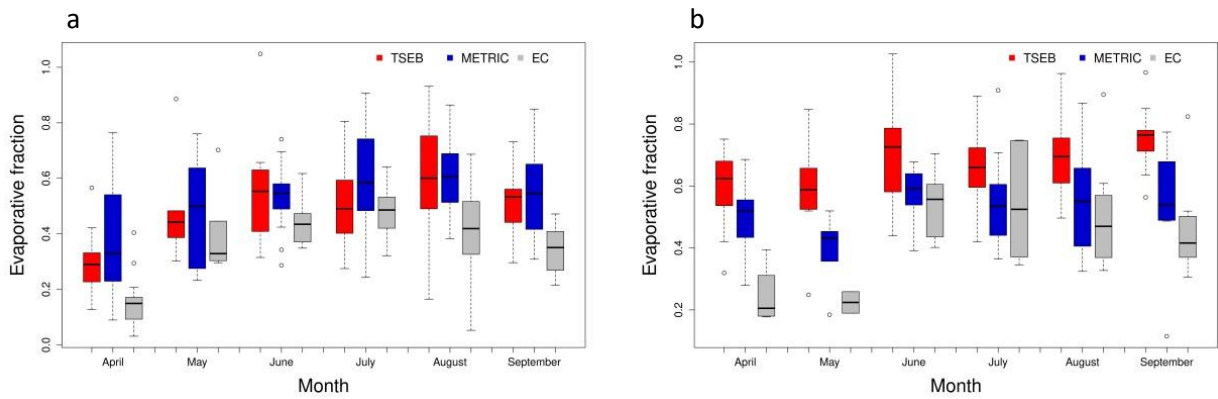 a
TSEB METRIC EC
Evaporative fraction
1.0
0.8
0.6
0.4
0.2
0.0
April May June July August September
Month
b
TSEB METRIC EC
Evaporative fraction
1.0
0.8
0.6
0.4
0.2
April May June July August September
Month